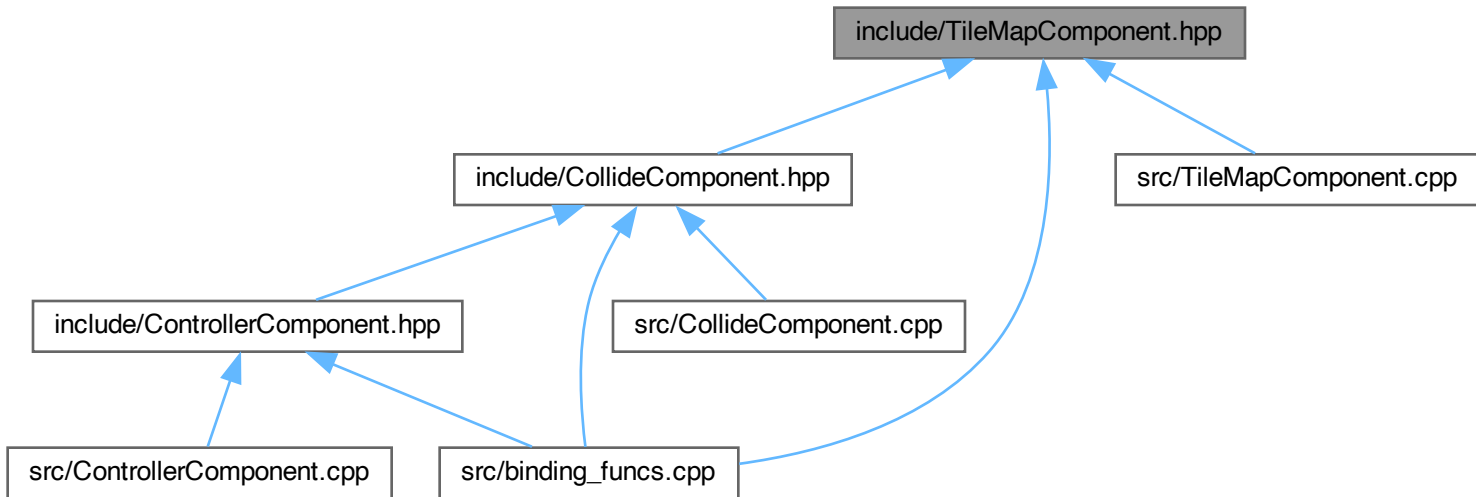 include/TileMapComponent.hpp
include/CollideComponent.hpp
src/TileMapComponent.cpp
include/ControllerComponent.hpp
src/CollideComponent.cpp
src/ControllerComponent.cpp
src/binding_funcs.cpp